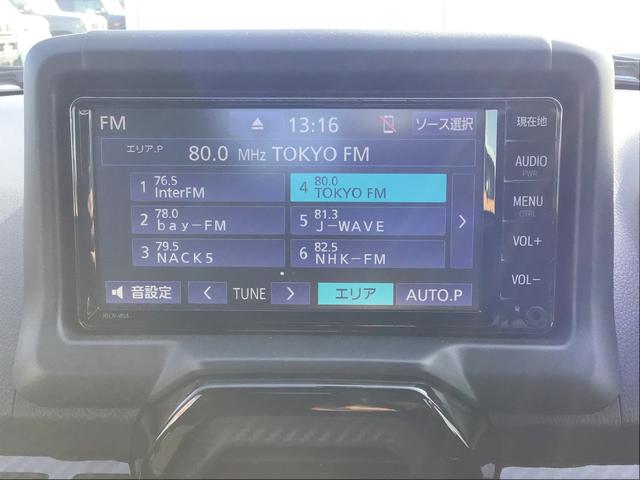 FM 13:16 ソース選択
エリア.P 80.0 MHz TOKYO FM
1 76.5 InterFM
2 78.0 bay-FM
3 79.5 NACK5
4 80.0 TOKYO FM
5 81.3 J-WAVE
6 82.5 NHK-FM
音設定 < TUNE > エリア AUTO.P
現在地
AUDIO
PWR
MENU
CTRL
VOL+
VOL-